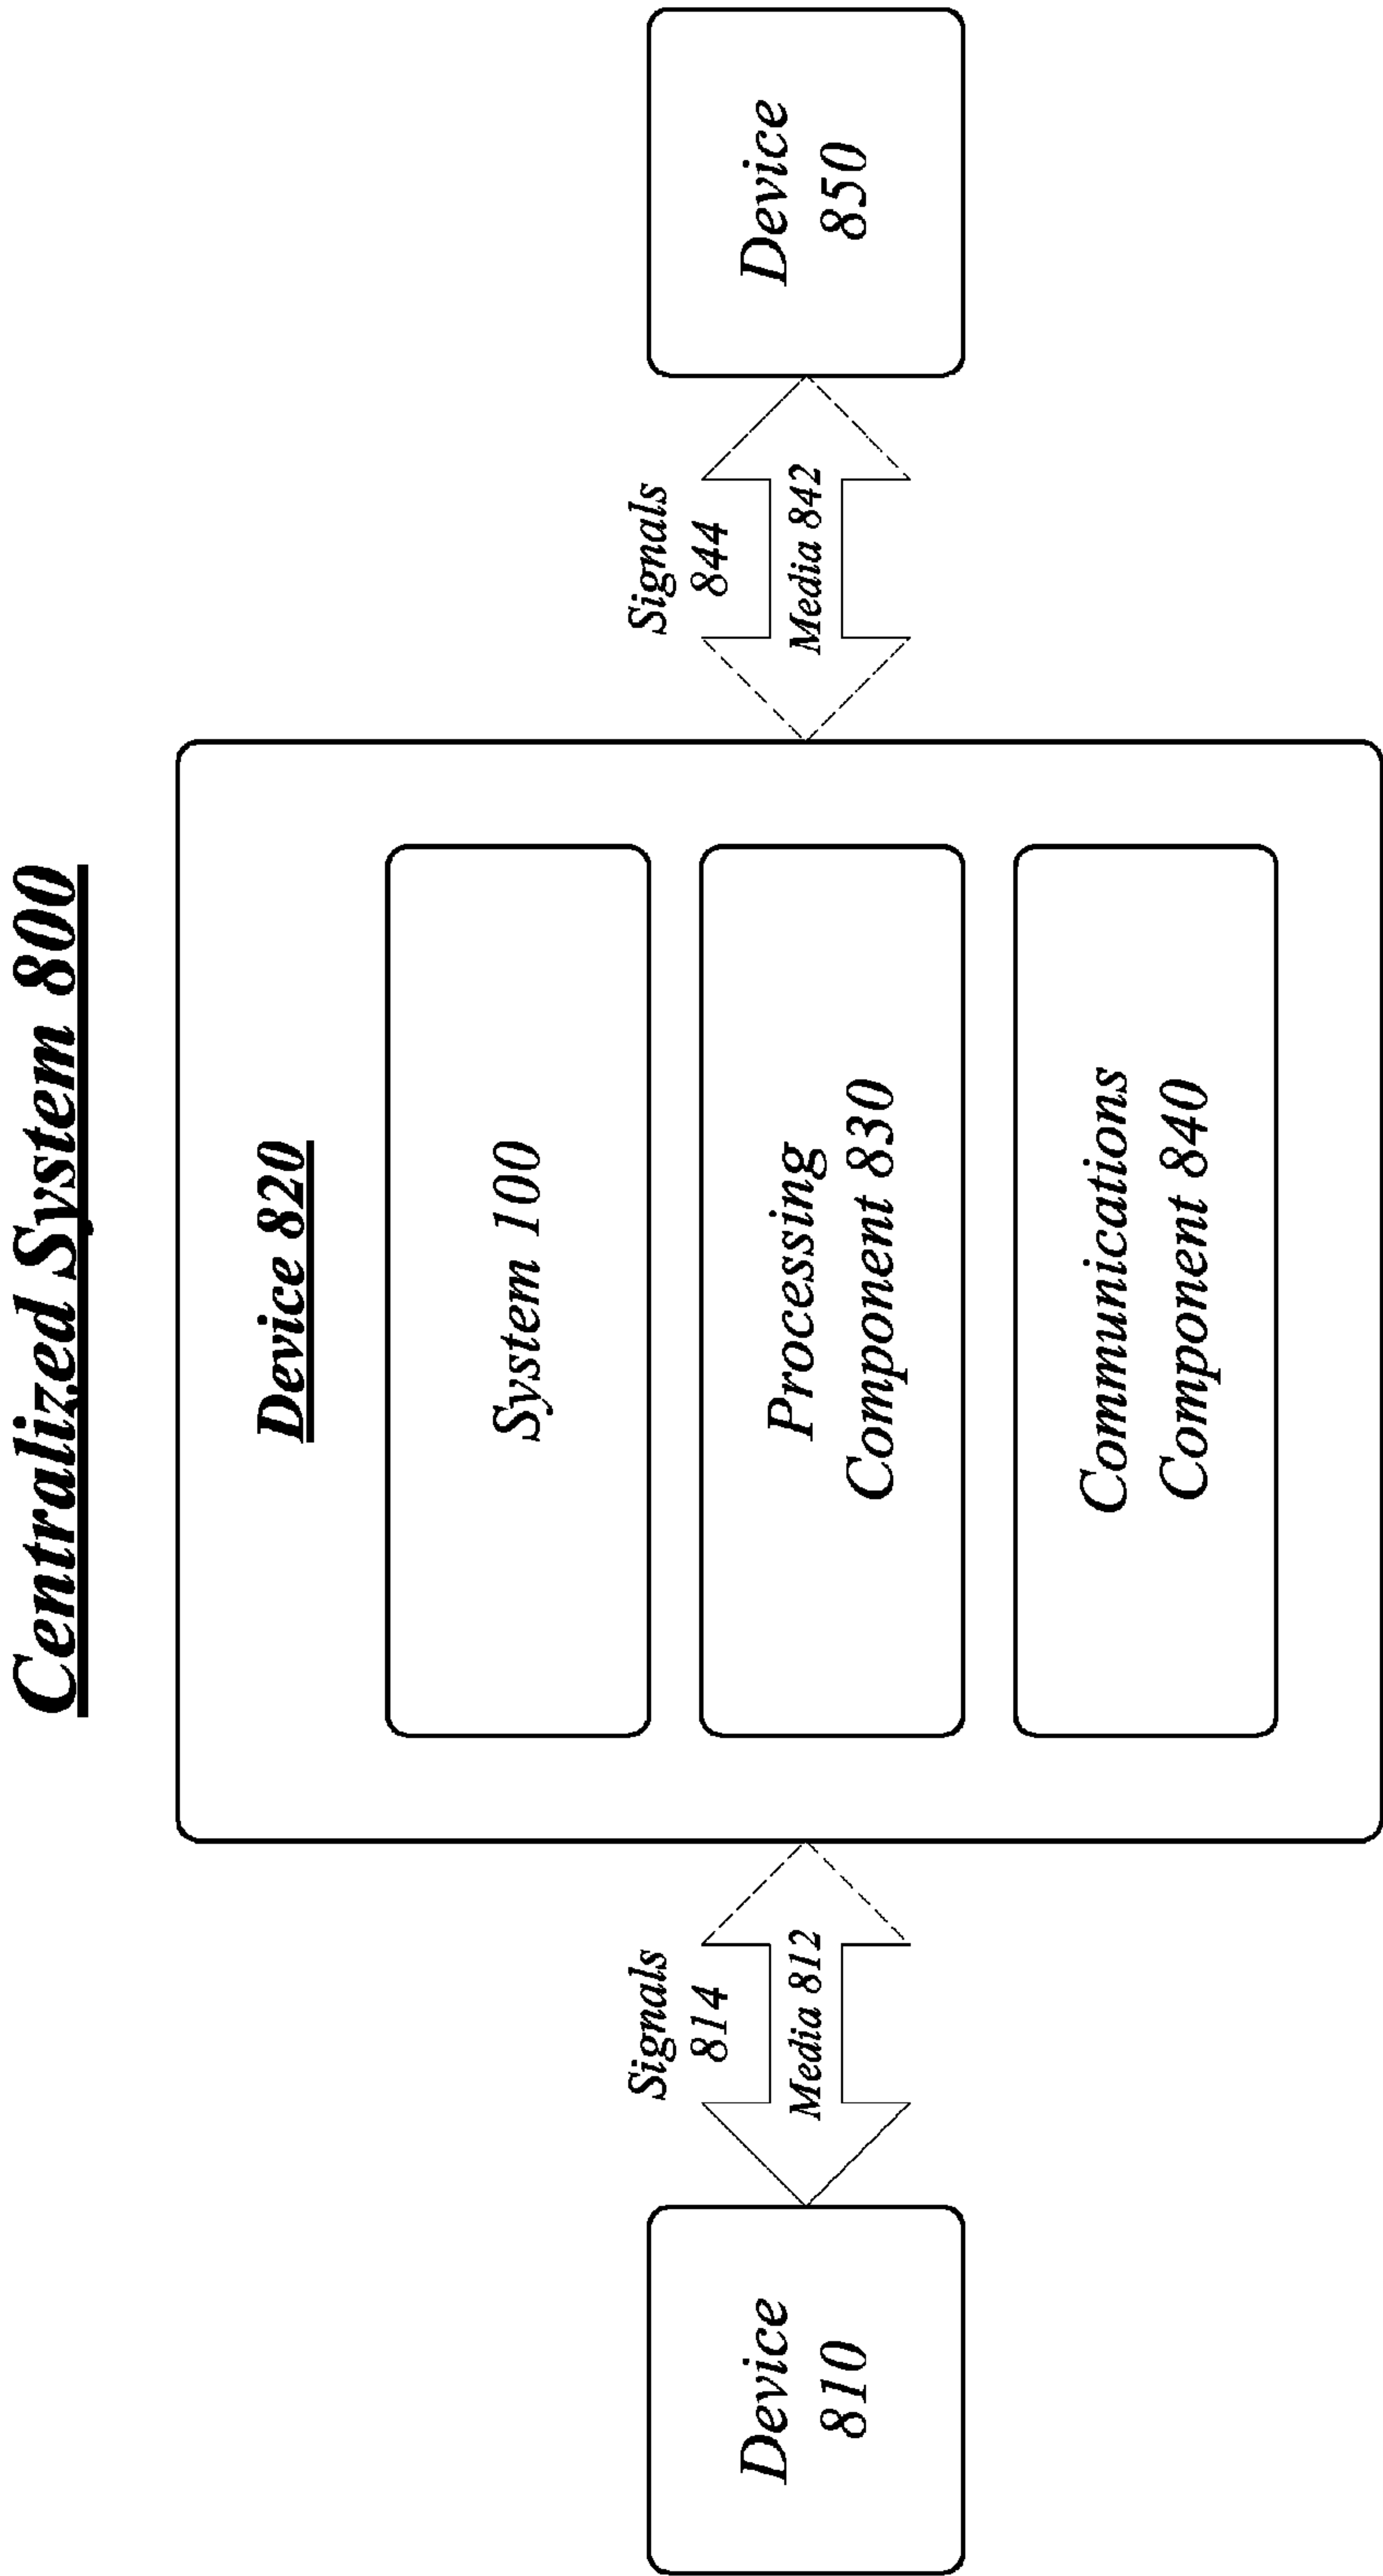 Centralized System 800
Device 820
System 100
Processing
Component 830
Communications
Component 840
Signals
814
Media 812
Device
810
Signals
844
Media 842
Device
850